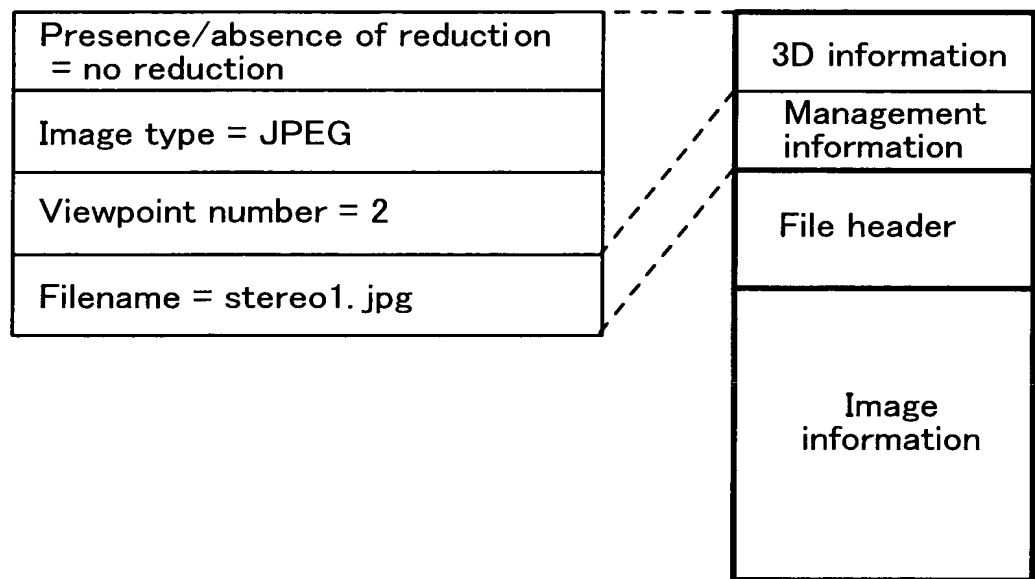 Presence/absence of reduction
= no reduction
Image type = JPEG
Viewpoint number = 2
Filename = stereo1. jpg
3D information
Management
information
File header
Image
information